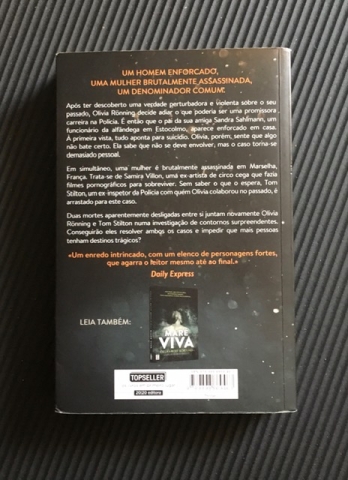 UM HOMEM ENFORCADO,
UMA MULHER BRUTALMENTE ASSASSINADA,
UM DENOMINADOR COMUM:
Após ter descoberto uma verdade perturbadora e violenta sobre o seu
passado, Olivia Rönning decide adiar o que poderia ser uma promissora
carreira na Polícia. É então que o pai da sua amiga Sandra Sahlmann, um
funcionário da alfândega em Estocolmo, aparece enforcado em casa.
À primeira vista, tudo aponta para suicídio. Olivia, porém, sente que algo
não bate certo. Ela sabe que não se deve envolver, mas o caso torna-se
demasiado pessoal.
Em simultâneo, uma mulher é brutalmente assassinada em Marselha,
França. Trata-se de Samira Villon, uma ex-artista de circo cega que fazia
filmes pornográficos para sobreviver. Sem saber o que o espera, Tom
Stilton, um ex-inspetor da Polícia com quem Olivia colaborou no passado, é
arrastado para este caso.
Duas mortes aparentemente desligadas entre si juntam novamente Olivia
Rönning e Tom Stilton numa investigação de contornos surpreendentes.
Conseguirão eles resolver ambos os casos e impedir que mais pessoas
tenham destinos trágicos?
«Um enredo intrincado, com um elenco de personagens fortes,
que agarra o leitor mesmo até ao final.»
Daily Express
LEIA TAMBÉM:
MARÉ
VIVA
TOPSELLER
20|20 editora